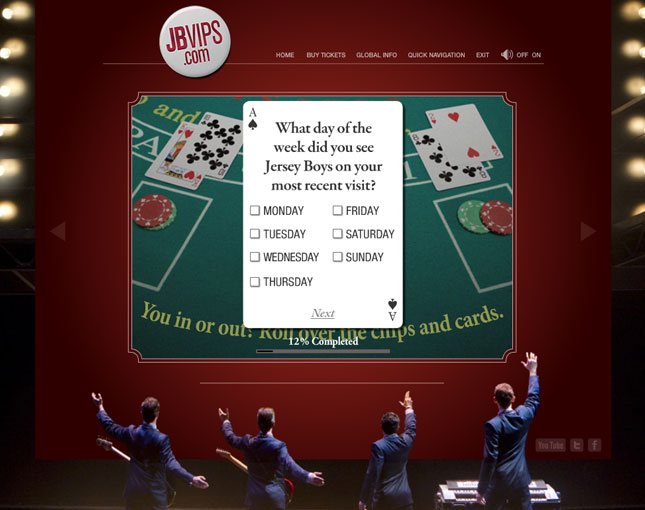 JBVIPS
.com
HOME BUY TICKETS GLOBAL INFO QUICK NAVIGATION EXIT OFF ON
A
What day of the
week did you see
Jersey Boys on your
most recent visit?
MONDAY FRIDAY
TUESDAY SATURDAY
WEDNESDAY SUNDAY
THURSDAY
Next
A
You in or out? Roll over the chips and cards.
12% Completed
You Tube t f